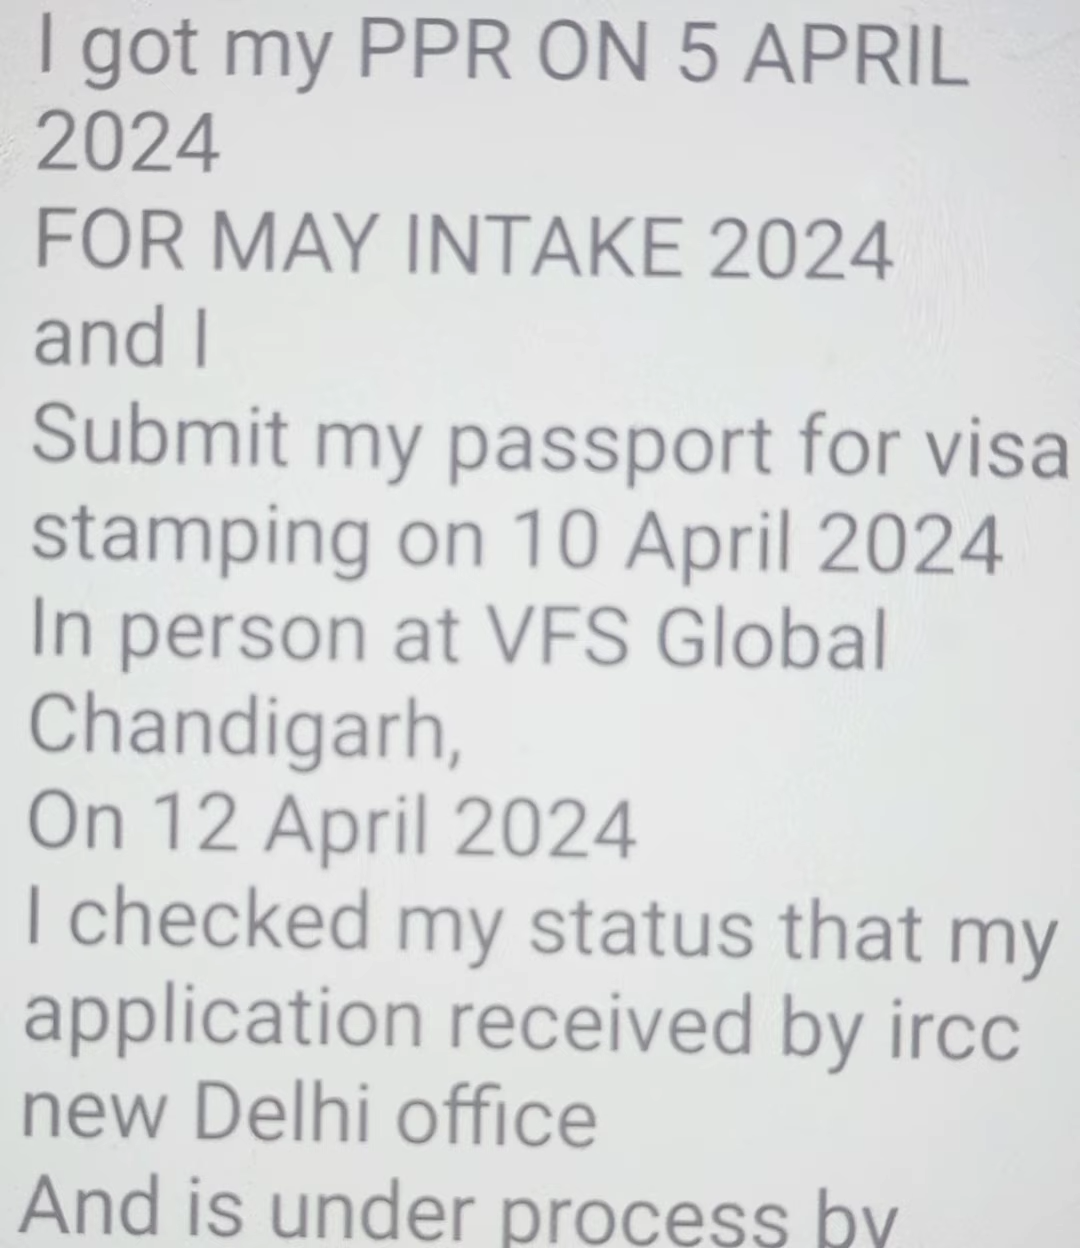 I got my PPR ON 5 APRIL
2024
FOR MAY INTAKE 2024
and I
Submit my passport for visa
stamping on 10 April 2024
In person at VFS Global
Chandigarh,
On 12 April 2024
I checked my status that my
application received by ircc
new Delhi office
And is under process by